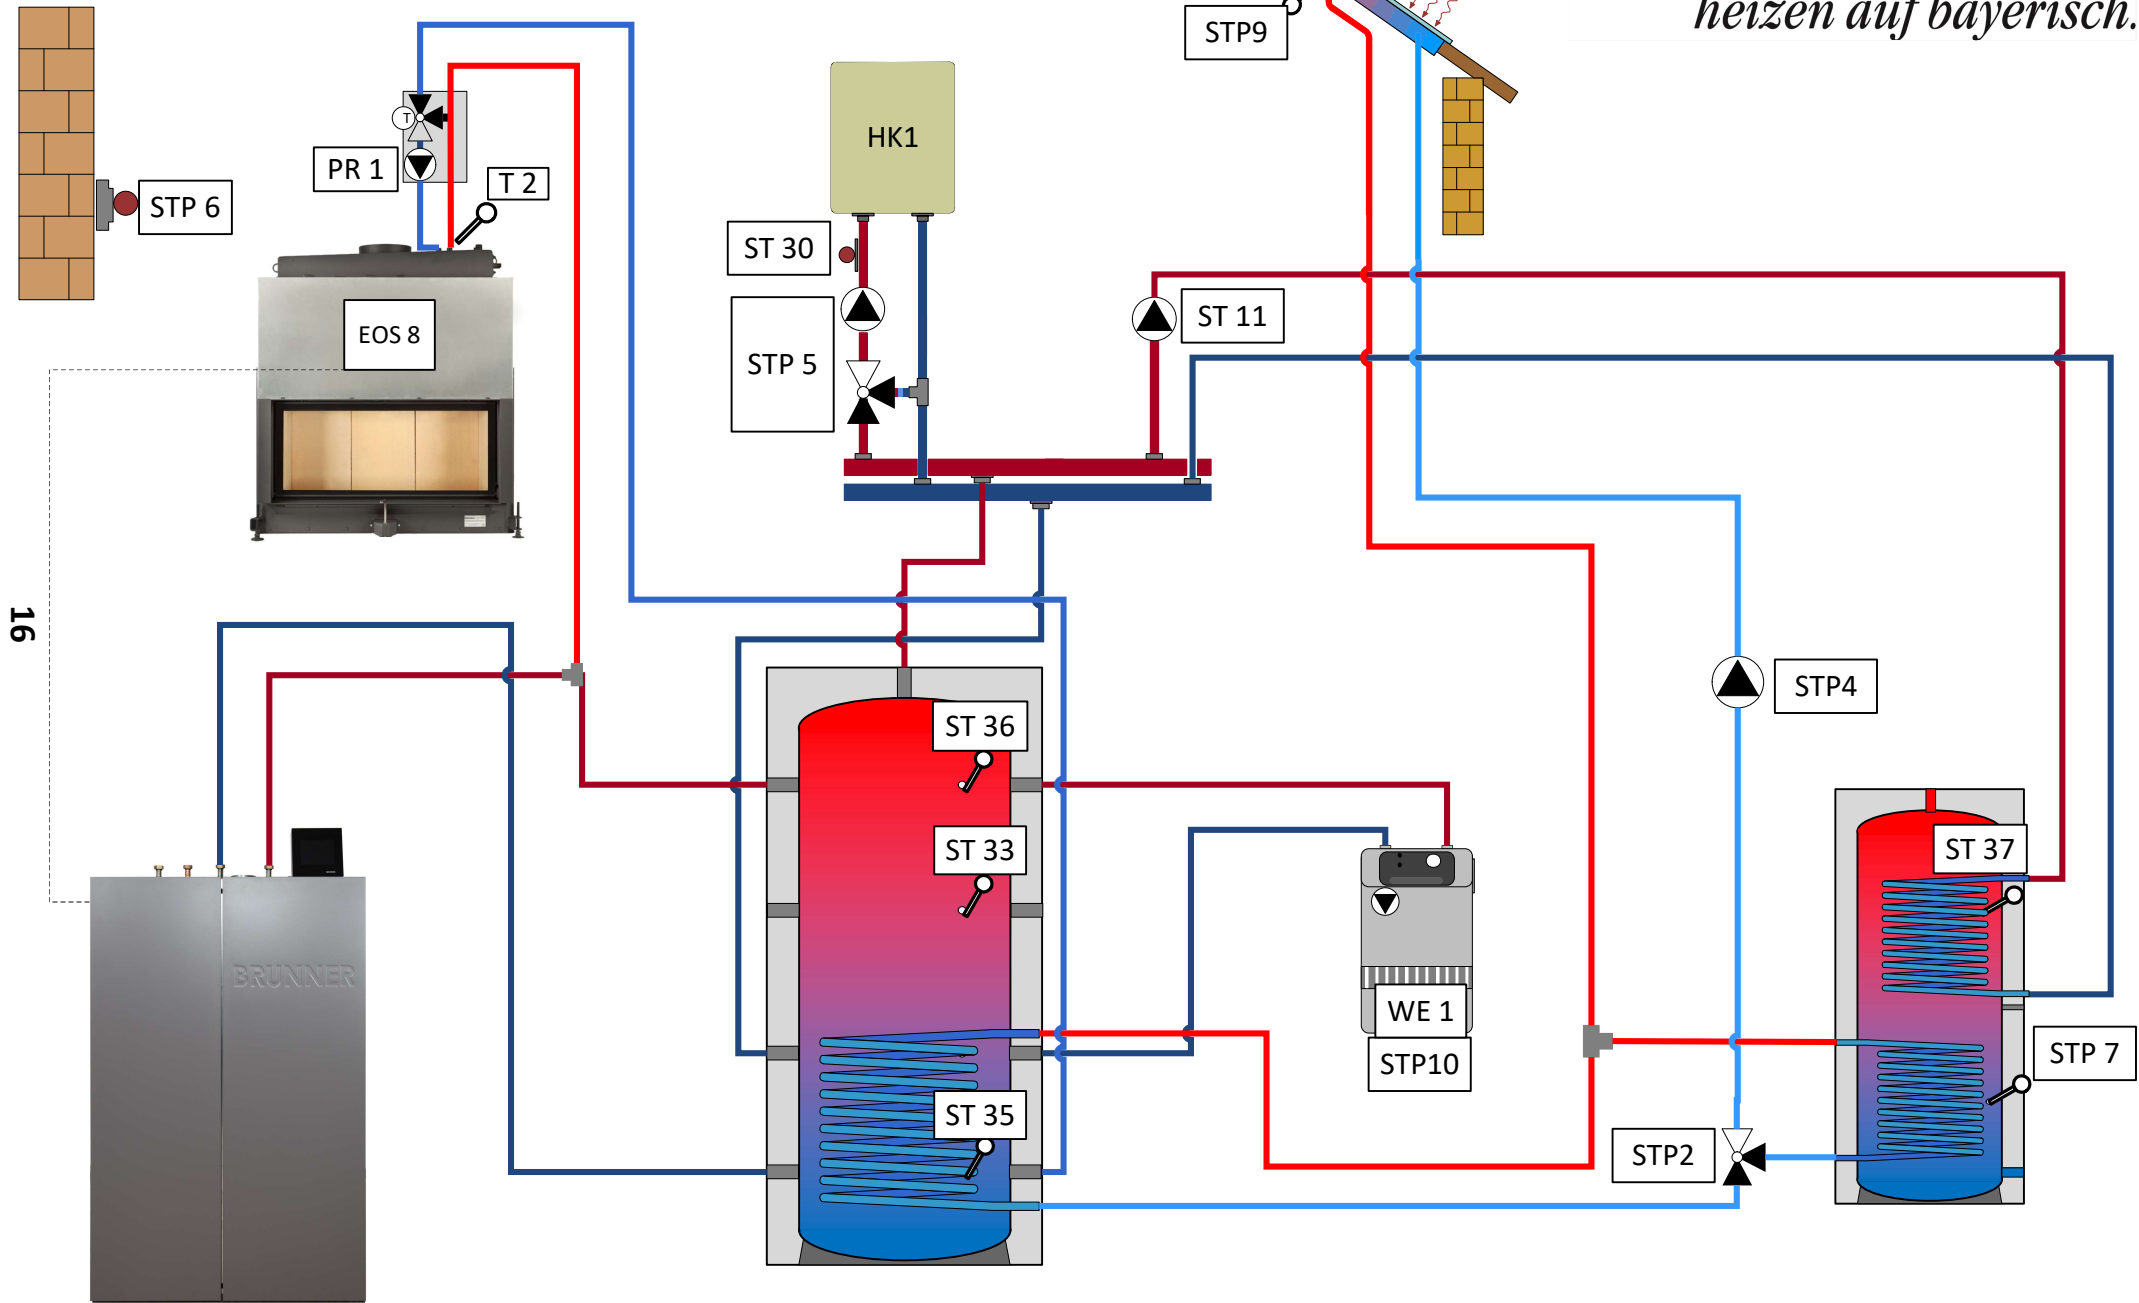 heizen auf bayerisch.
STP9
HK1
PR 1
T
T 2
STP 6
ST 30
ST 11
EOS 8
STP 5
16
STP4
ST 36
ST 33
ST 37
BRUNNER
WE 1
STP10
STP 7
ST 35
STP2